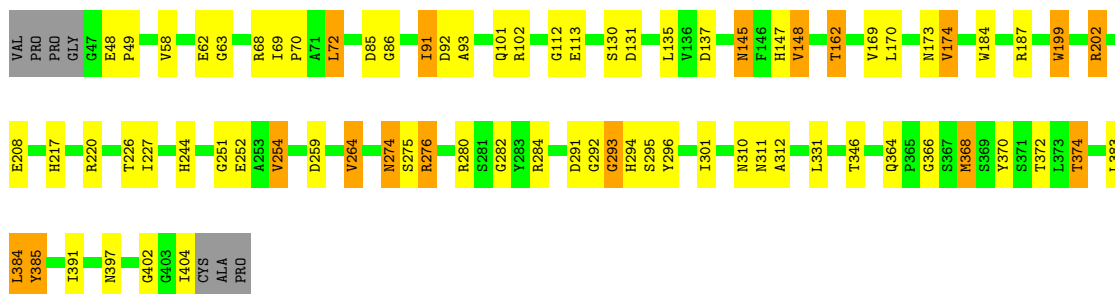 VAL PRO PRO GLY G47 E48 P49 V58 E62 G63 R68 I69 P70 A71 L72 D85 G86 I91 D92 A93 Q101 R102 G112 E113 S130 D131 L135 V136 D137 N145 F146 H147 V148 T162 V169 L170 N173 V174 W184 R187 W199 R202
E208 H217 R220 T226 I227 H244 G251 E252 A253 V254 D259 V264 N274 S275 R276 R280 S281 G282 Y283 R284 D291 G292 G293 H294 S295 Y296 I301 N310 N311 A312 L331 T346 Q364 P365 G366 S367 M368 S369 Y370 S371 T372 L373 T374
L384 Y385 I391 N397 G402 G403 I404 CYS ALA PRO